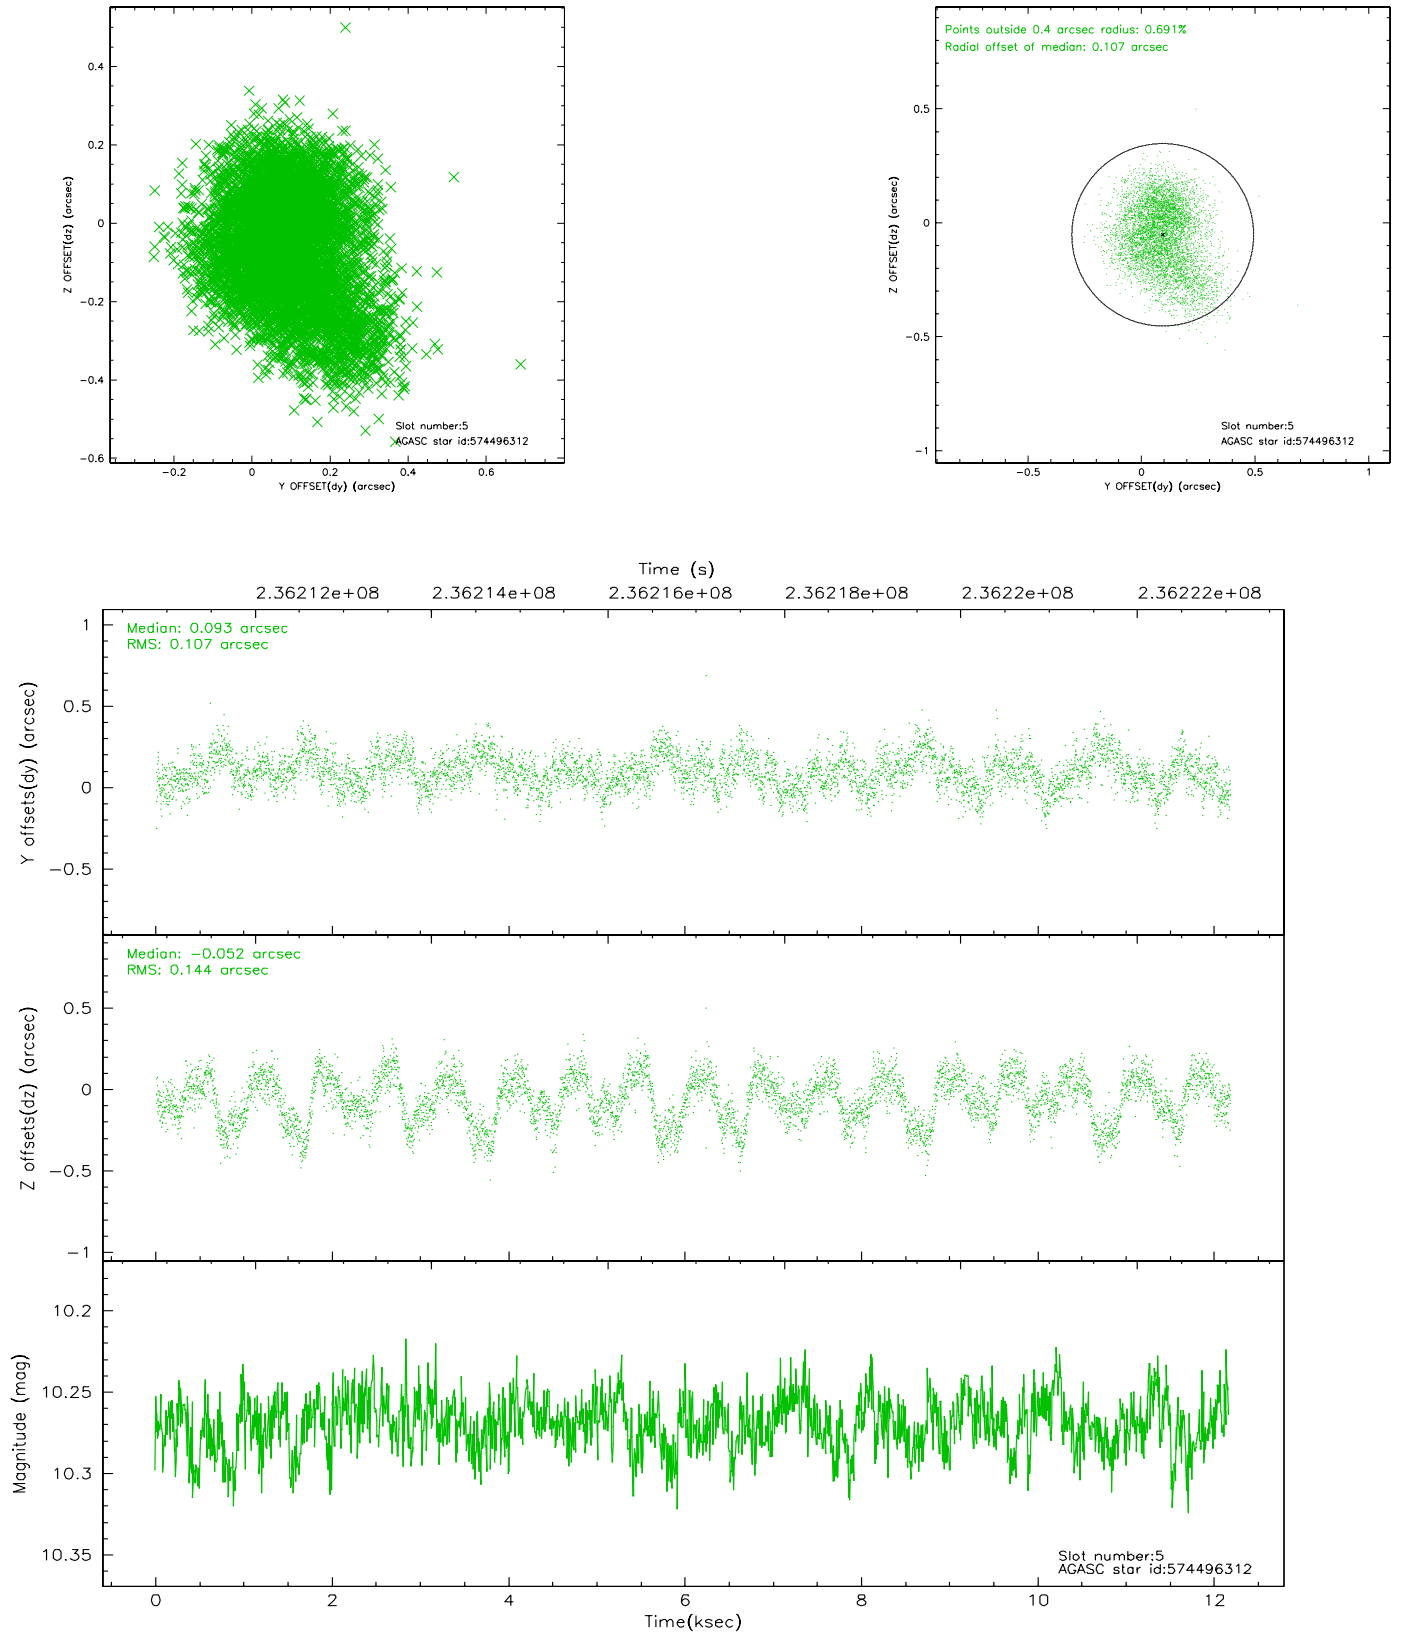 0.4
0.2
0
−0.2
−0.4
−0.6
Z OFFSET(dz) (arcsec)
−0.2 0 0.2 0.4 0.6
Y OFFSET(dy) (arcsec)
Slot number:5
AGASC star id:574496312
Points outside 0.4 arcsec radius: 0.691%
Radial offset of median: 0.107 arcsec
0.5
0
−0.5
−1
Z OFFSET(dz) (arcsec)
−0.5 0 0.5 1
Y OFFSET(dy) (arcsec)
Slot number:5
AGASC star id:574496312
Time (s)
2.36212e+08 2.36214e+08 2.36216e+08 2.36218e+08 2.3622e+08 2.36222e+08
Median: 0.093 arcsec
RMS: 0.107 arcsec
1
0.5
0
−0.5
Y offsets(dy) (arcsec)
Median: −0.052 arcsec
RMS: 0.144 arcsec
0.5
0
−0.5
−1
Z offsets(dz) (arcsec)
10.2
10.25
10.3
10.35
Magnitude (mag)
Slot number:5
AGASC star id:574496312
0 2 4 6 8 10 12
Time(ksec)